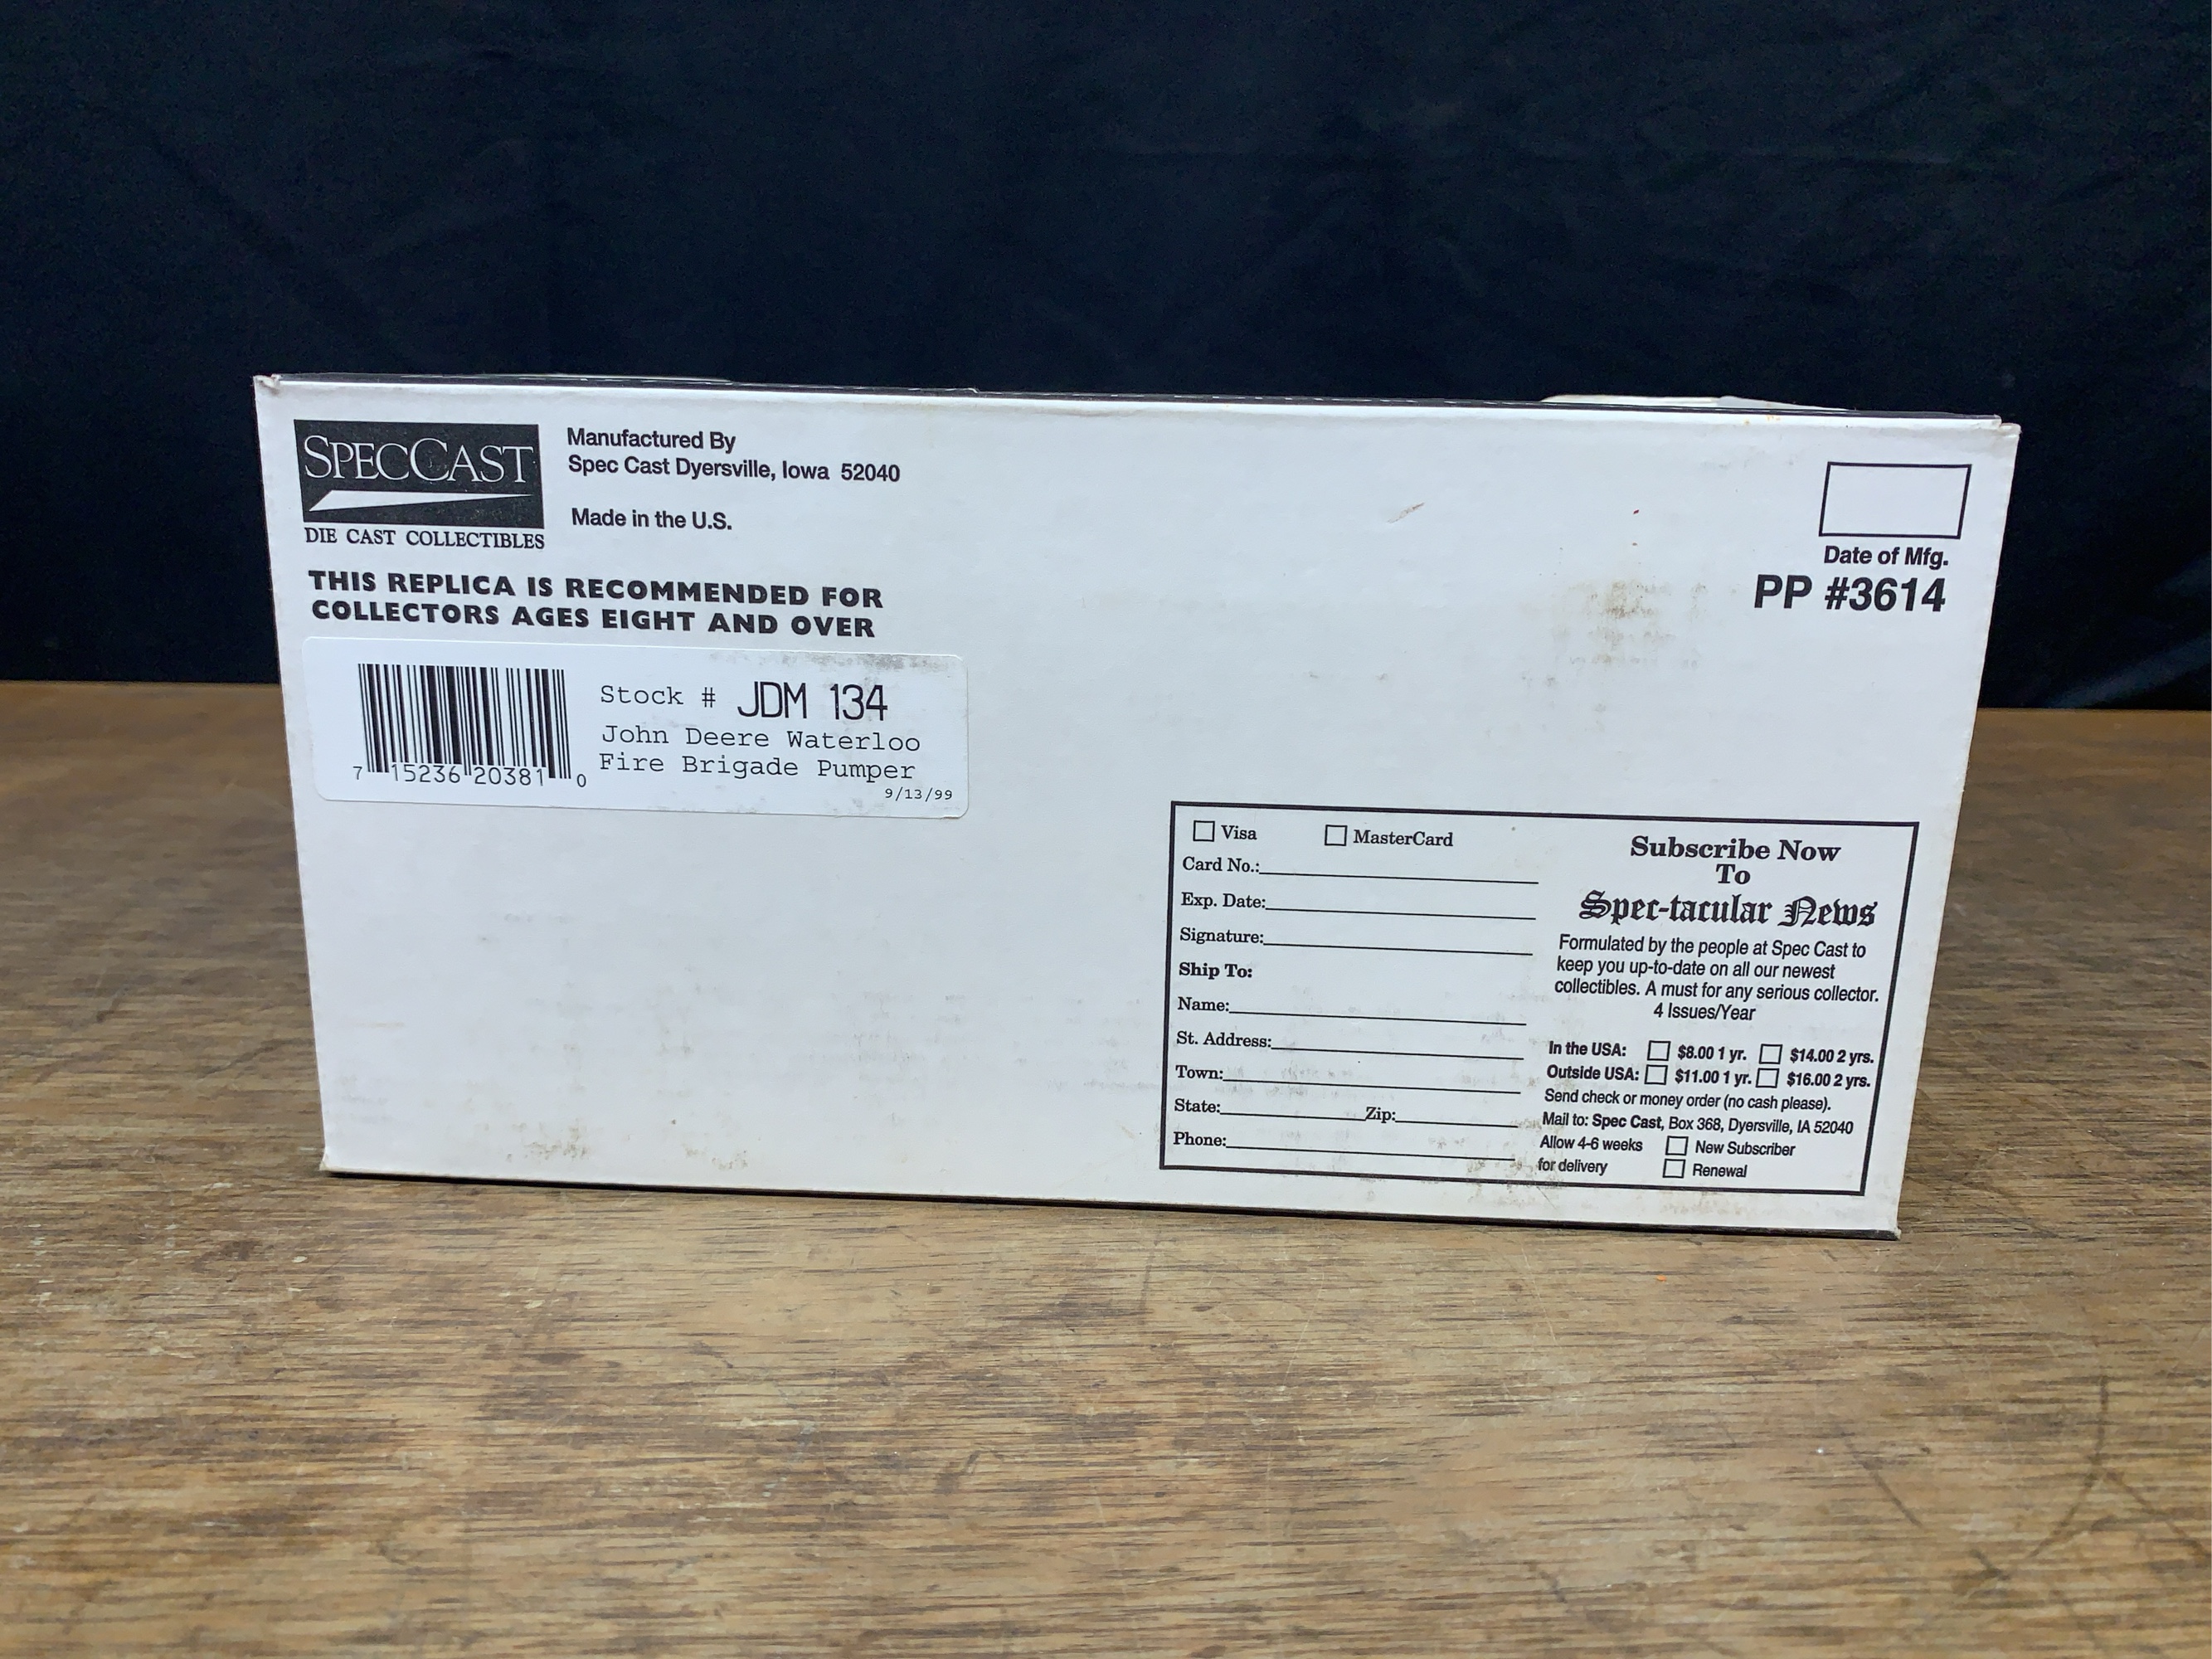 SPECCAST
DIE CAST COLLECTIBLES
Manufactured By
Spec Cast Dyersville, Iowa 52040
Made in the U.S.
THIS REPLICA IS RECOMMENDED FOR
COLLECTORS AGES EIGHT AND OVER
Date of Mfg.
PP #3614
Stock # JDM 134
John Deere Waterloo
Fire Brigade Pumper
9/13/99
7 15236 20381 0
Visa MasterCard
Card No.:
Exp. Date:
Signature:
Ship To:
Name:
St. Address:
Town:
State: Zip:
Phone:
Subscribe Now
To
Spec-tacular News
Formulated by the people at Spec Cast to
keep you up-to-date on all our newest
collectibles. A must for any serious collector.
4 Issues/Year
In the USA: $8.00 1 yr. $14.00 2 yrs.
Outside USA: $11.00 1 yr. $16.00 2 yrs.
Send check or money order (no cash please).
Mail to: Spec Cast, Box 368, Dyersville, IA 52040
Allow 4-6 weeks New Subscriber
for delivery Renewal